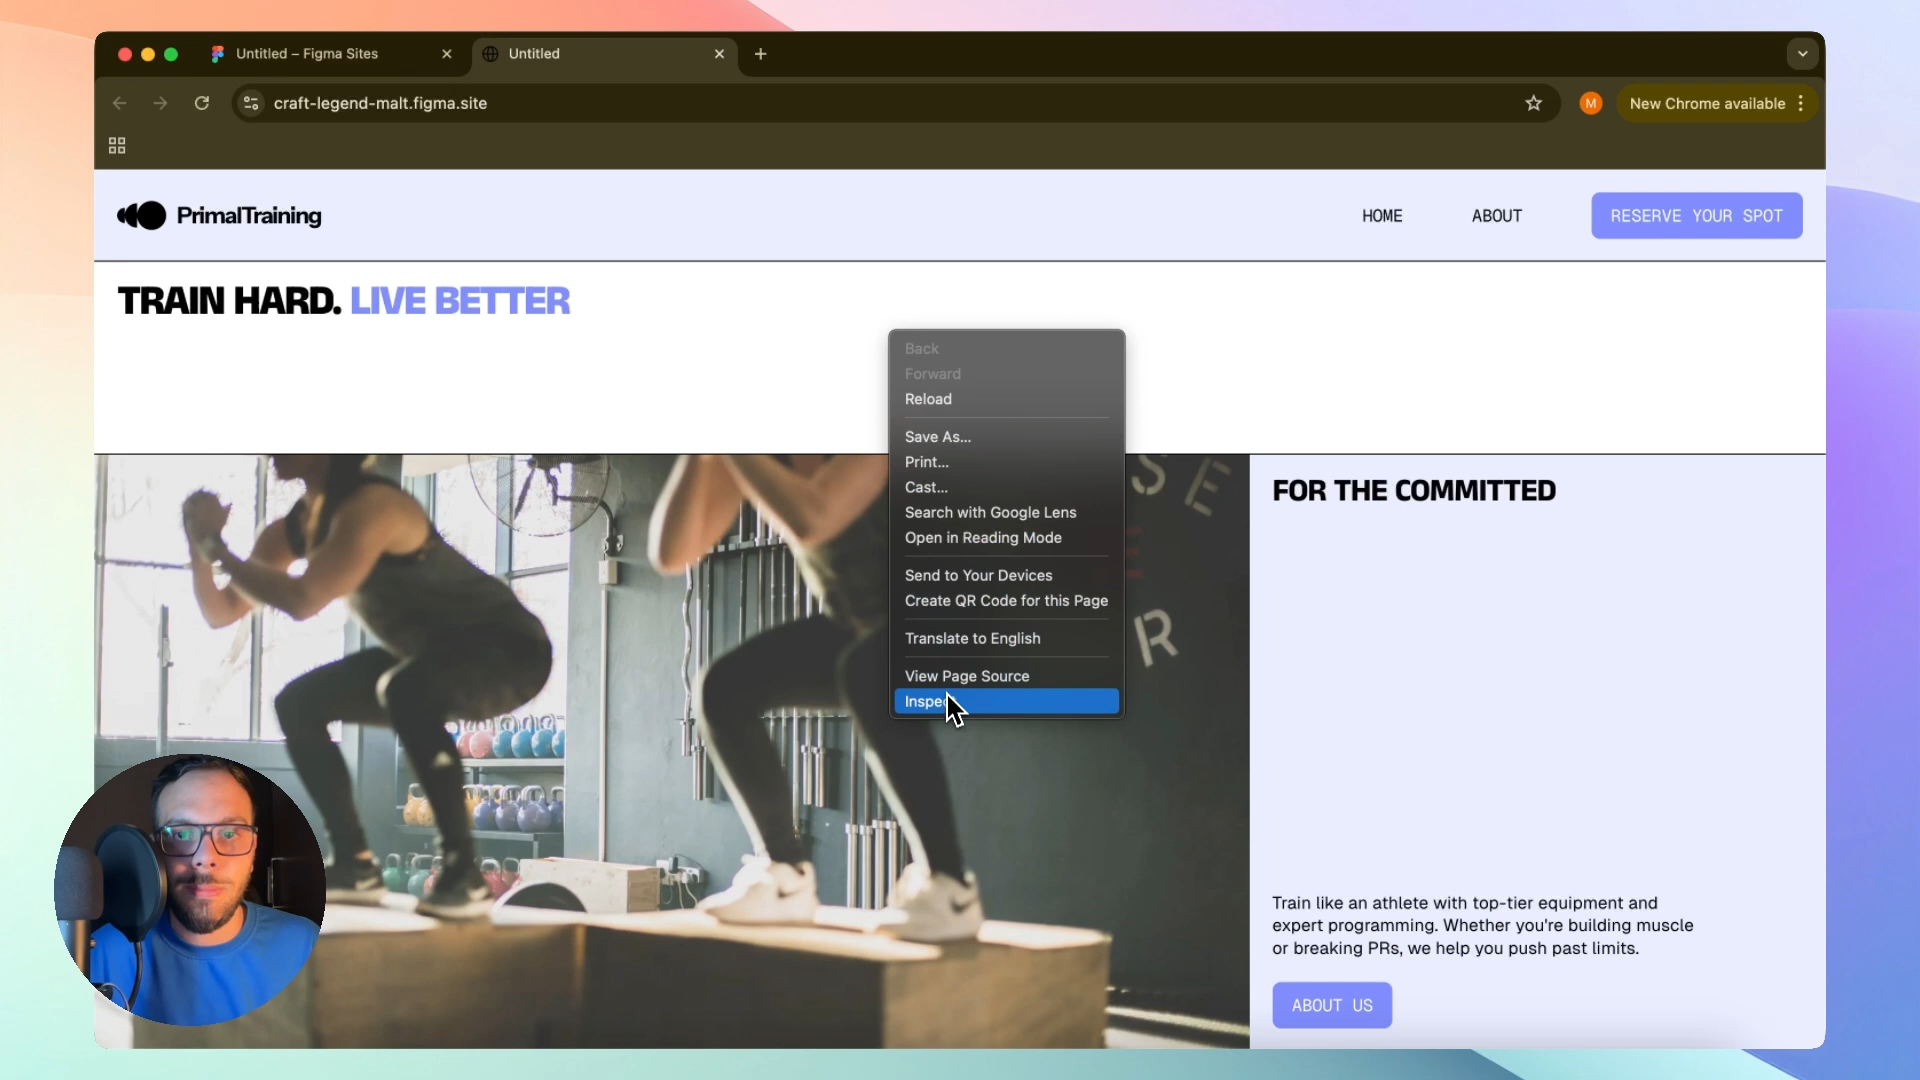 Untitled – Figma Sites
Untitled
craft-legend-malt.figma.site
M
New Chrome available
PrimalTraining
HOME
ABOUT
RESERVE YOUR SPOT
TRAIN HARD. LIVE BETTER
Back
Forward
Reload
Save As...
Print...
Cast...
Search with Google Lens
Open in Reading Mode
Send to Your Devices
Create QR Code for this Page
Translate to English
View Page Source
SE
R
FOR THE COMMITTED
Train like an athlete with top-tier equipment and
expert programming. Whether you're building muscle
or breaking PRs, we help you push past limits.
ABOUT US